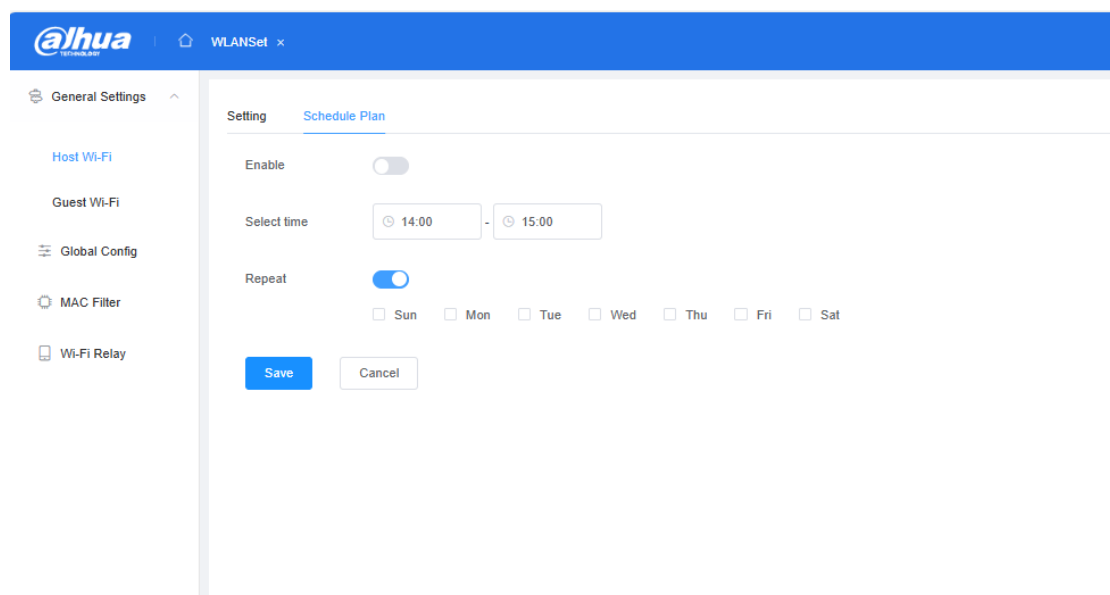 alhua
TECHNOLOGY
WLANSet ×
General Settings
Host Wi-Fi
Guest Wi-Fi
Global Config
MAC Filter
Wi-Fi Relay
Setting Schedule Plan
Enable
Select time 14:00 - 15:00
Repeat
Sun Mon Tue Wed Thu Fri Sat
Save Cancel